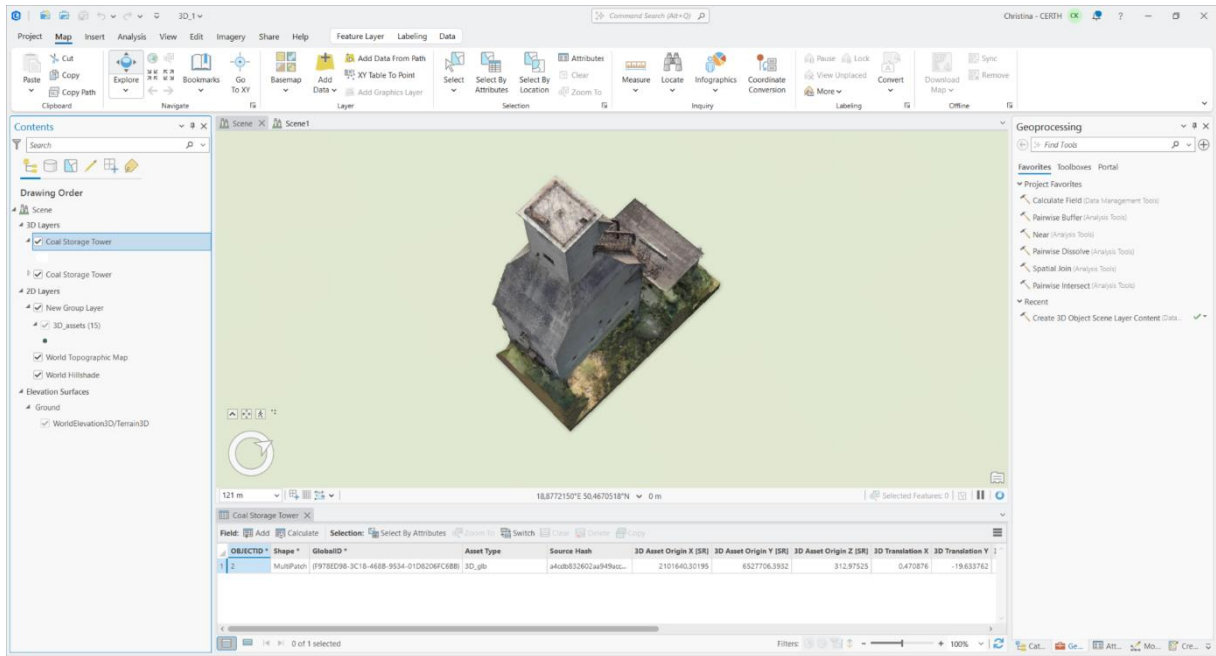 3D_1
Command Search (Alt+Q)
Christina - CERTH CK ?
Project Map Insert Analysis View Edit Imagery Share Help Feature Layer Labeling Data
Paste
Cut
Copy
Copy Path
Clipboard
Explore
Bookmarks
Go To XY
Navigate
Basemap
Add Data
Add Data From Path
XY Table To Point
Add Graphics Layer
Layer
Select
Select By Attributes
Select By Location
Attributes
Clear
Zoom To
Selection
Measure
Locate
Infographics
Coordinate Conversion
Inquiry
Pause Lock
View Unplaced
More
Convert
Labeling
Download Map
Sync
Remove
Offline
Contents
Search
Drawing Order
Scene
3D Layers
Coal Storage Tower
Coal Storage Tower
2D Layers
New Group Layer
3D_assets (15)
World Topographic Map
World Hillshade
Elevation Surfaces
Ground
WorldElevation3D/Terrain3D
Scene Scene1
121 m
18,8772150°E 50,4670518°N 0 m
Selected Features: 0
Coal Storage Tower
Field: Add Calculate Selection: Select By Attributes Zoom To Switch Clear Delete Copy
OBJECTID * Shape * GlobalID * Asset Type Source Hash 3D Asset Origin X (SR) 3D Asset Origin Y (SR) 3D Asset Origin Z (SR) 3D Translation X 3D Translation Y
1 2 MultiPatch {F978ED98-3C18-468B-9534-01D8206FC6BB} 3D_glb a4cdb832602aa949acc... 2101640,30195 6527706,3932 312,97525 0,470876 -19,633762
0 of 1 selected
Filters: - + 100%
Geoprocessing
Find Tools
Favorites Toolboxes Portal
Project Favorites
Calculate Field (Data Management Tools)
Pairwise Buffer (Analysis Tools)
Near (Analysis Tools)
Pairwise Dissolve (Analysis Tools)
Spatial Join (Analysis Tools)
Pairwise Intersect (Analysis Tools)
Recent
Create 3D Object Scene Layer Content (Data...
Cat... Ge... Att... Mo... Cre...